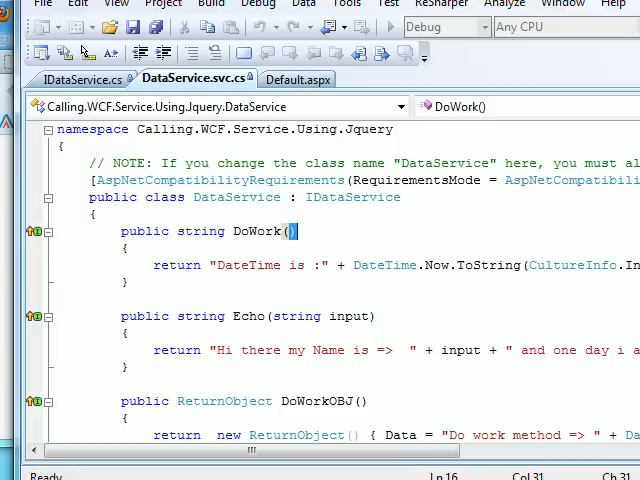 File Edit View Project Build Debug Data Tools Test ReSharper Analyze Window Help
Debug Any CPU
IDataService.cs DataService.svc.cs Default.aspx
Calling.WCF.Service.Using.Jquery.DataService DoWork()
namespace Calling.WCF.Service.Using.Jquery
{
// NOTE: If you change the class name "DataService" here, you must al
[AspNetCompatibilityRequirements(RequirementsMode = AspNetCompatibili
public class DataService : IDataService
{
public string DoWork()
{
return "DateTime is :" + DateTime.Now.ToString(CultureInfo.In
}
public string Echo(string input)
{
return "Hi there my Name is => " + input + " and one day i a
}
public ReturnObject DoWorkOBJ()
{
return new ReturnObject() { Data = "Do work method => " + Da
Ready Ln 16 Col 31 Ch 31